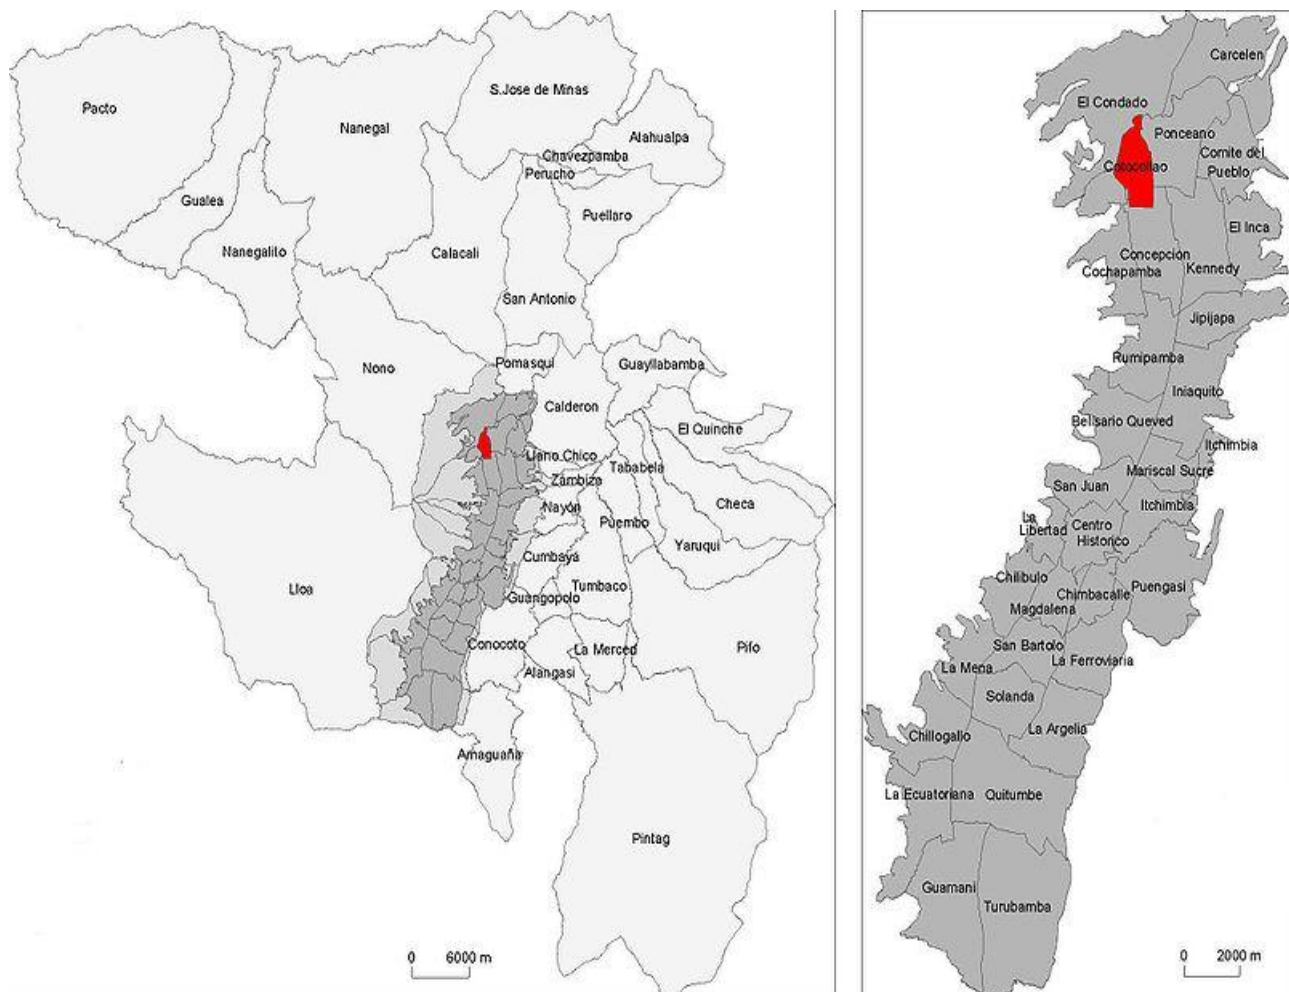 Pacto
Nanegal
S.Jose de Minas
Atahualpa
Chavezpamba
Perucho
Gualea
Puellaro
Nanegalito
Calacali
San Antonio
Nono
Pomasqui
Guayllabamba
Calderon
El Quinche
Llano Chico
Tababela
Zambiza
Checa
Nayón
Puembo
Yaruqui
Cumbaya
Lloa
Tumbaco
Guangopolo
Conocoto
La Merced
Pifo
Alangasi
Amaguaña
Pintag
0 6000 m
Carcelen
El Condado
Ponceano
Comite del
Pueblo
Cotocollao
El Inca
Concepción
Cochapamba
Kennedy
Jipijapa
Rumipamba
Iniaquito
Belisario Queved
Itchimbia
Mariscal Sucre
San Juan
Itchimbia
La
Libertad
Centro
Historico
Chilibulo
Puengasi
Chimbacalle
Magdalena
San Bartolo
La Ferroviaria
La Mena
Solanda
La Argelia
Chillogallo
La Ecuatoriana
Quitumbe
Guamani
Turubamba
0 2000 m